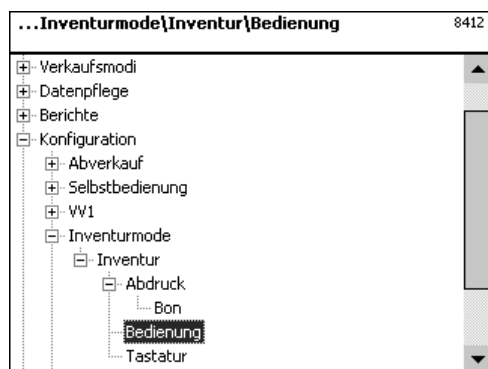 ...Inventurmode\Inventur\Bedienung 8412
Verkaufsmodi
Datenpflege
Berichte
Konfiguration
Abverkauf
Selbstbedienung
VV1
Inventurmode
Inventur
Abdruck
Bon
Bedienung
Tastatur